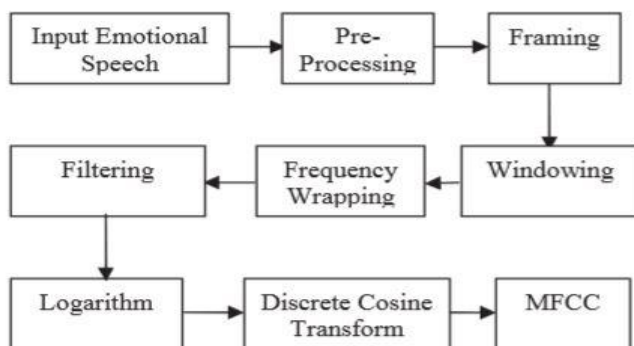 Input Emotional
Speech
Pre-
Processing
Framing
Windowing
Frequency
Wrapping
Filtering
Logarithm
Discrete Cosine
Transform
MFCC